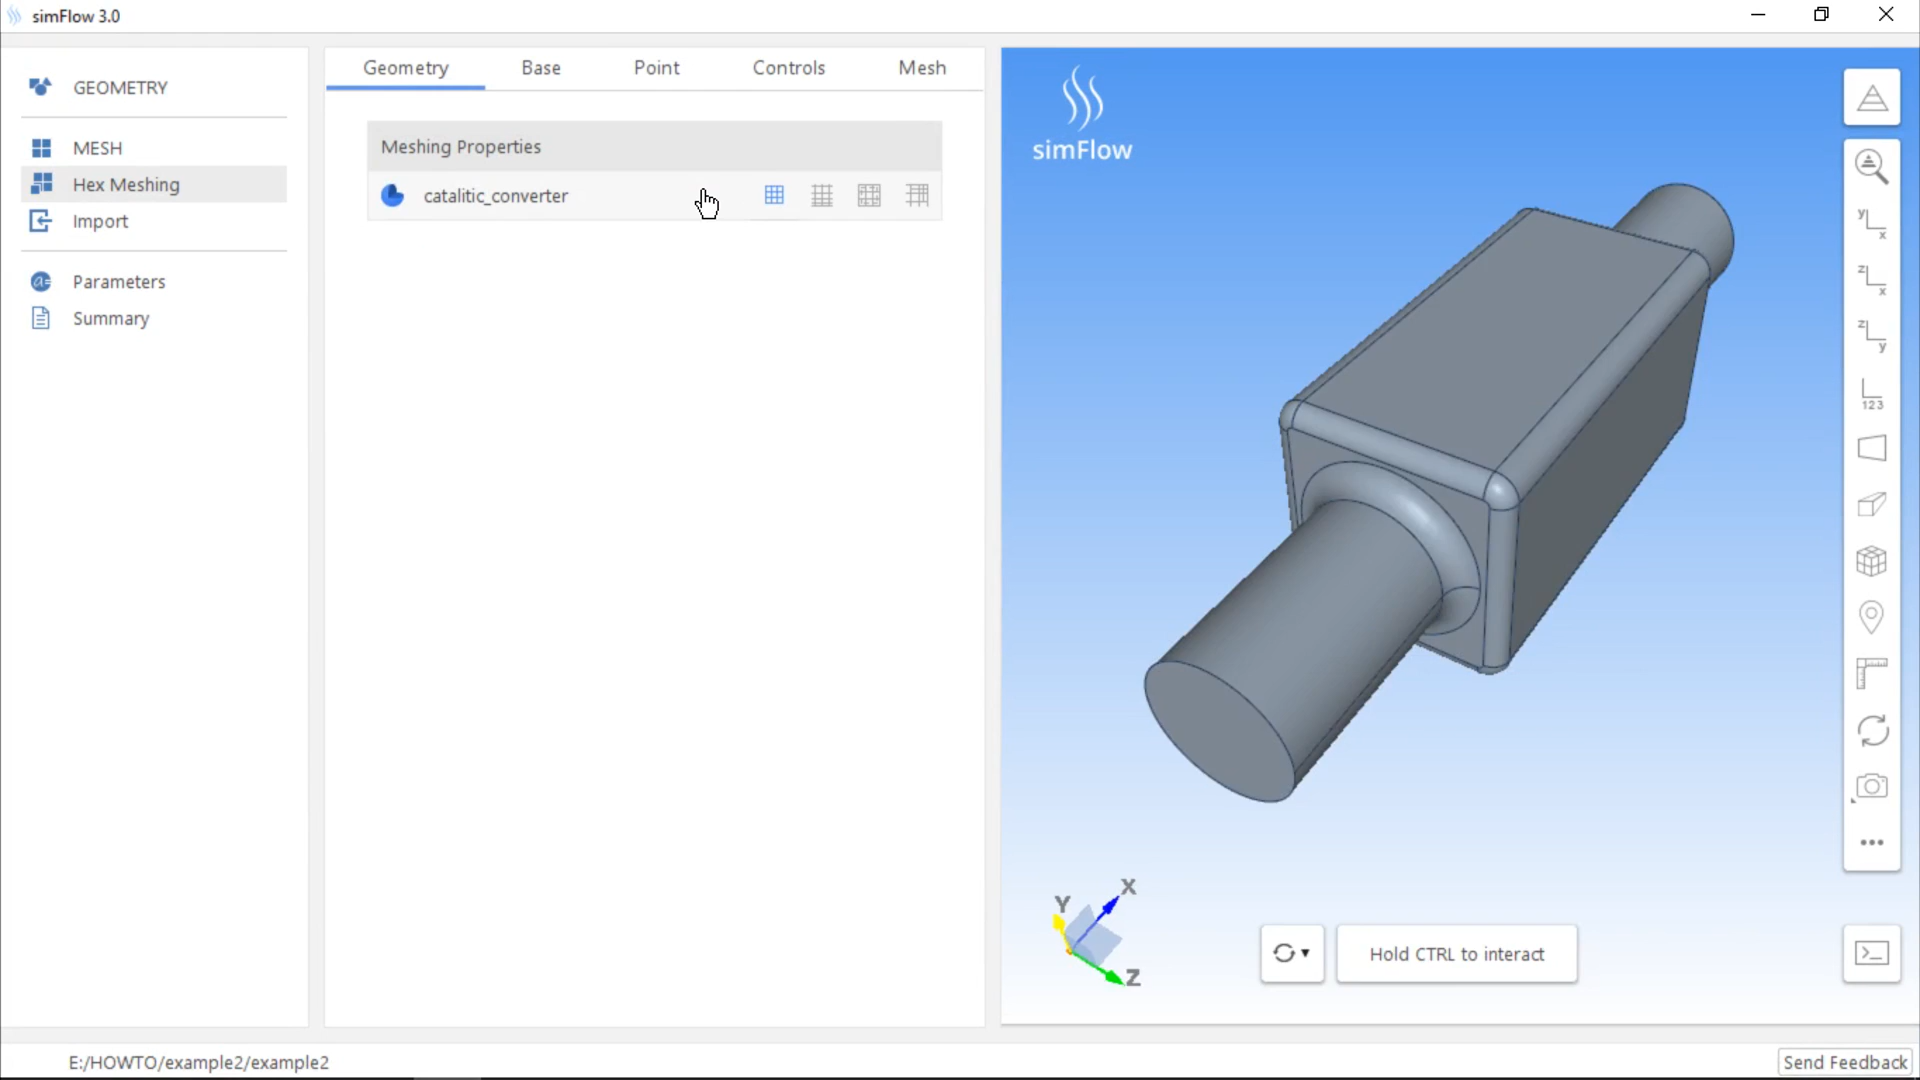 simFlow 3.0
GEOMETRY
MESH
Hex Meshing
Import
Parameters
Summary
Geometry Base Point Controls Mesh
Meshing Properties
catalitic_converter
simFlow
y
x
z
x
z
y
123
Y
X
Z
Hold CTRL to interact
E:/HOWTO/example2/example2
Send Feedback